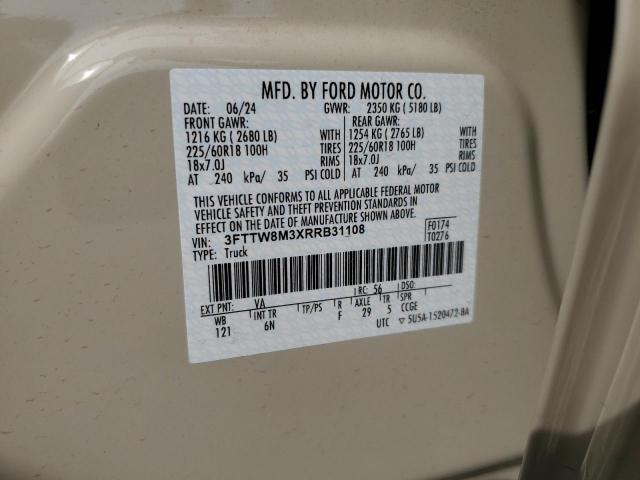 MFD. BY FORD MOTOR CO.
DATE: 06/24 GVWR: 2350 KG ( 5180 LB)
FRONT GAWR: REAR GAWR:
1216 KG ( 2680 LB) WITH 1254 KG ( 2765 LB) WITH
225/60R18 100H TIRES 225/60R18 100H TIRES
18x7.0J RIMS 18x7.0J RIMS
AT 240 kPa/ 35 PSI COLD AT 240 kPa/ 35 PSI COLD
THIS VEHICLE CONFORMS TO ALL APPLICABLE FEDERAL MOTOR
VEHICLE SAFETY AND THEFT PREVENTION STANDARDS IN
EFFECT ON THE DATE OF MANUFACTURE SHOWN ABOVE.
VIN: 3FTTW8M3XRRB31108 F0174
TYPE: Truck T0276
EXT PNT: VA RC: 56 DSO:
WB INT TR TP/PS R AXLE TR SPR
121 6N F 29 5 CCGE
UTC ▽ 5U5A-1520472-BA